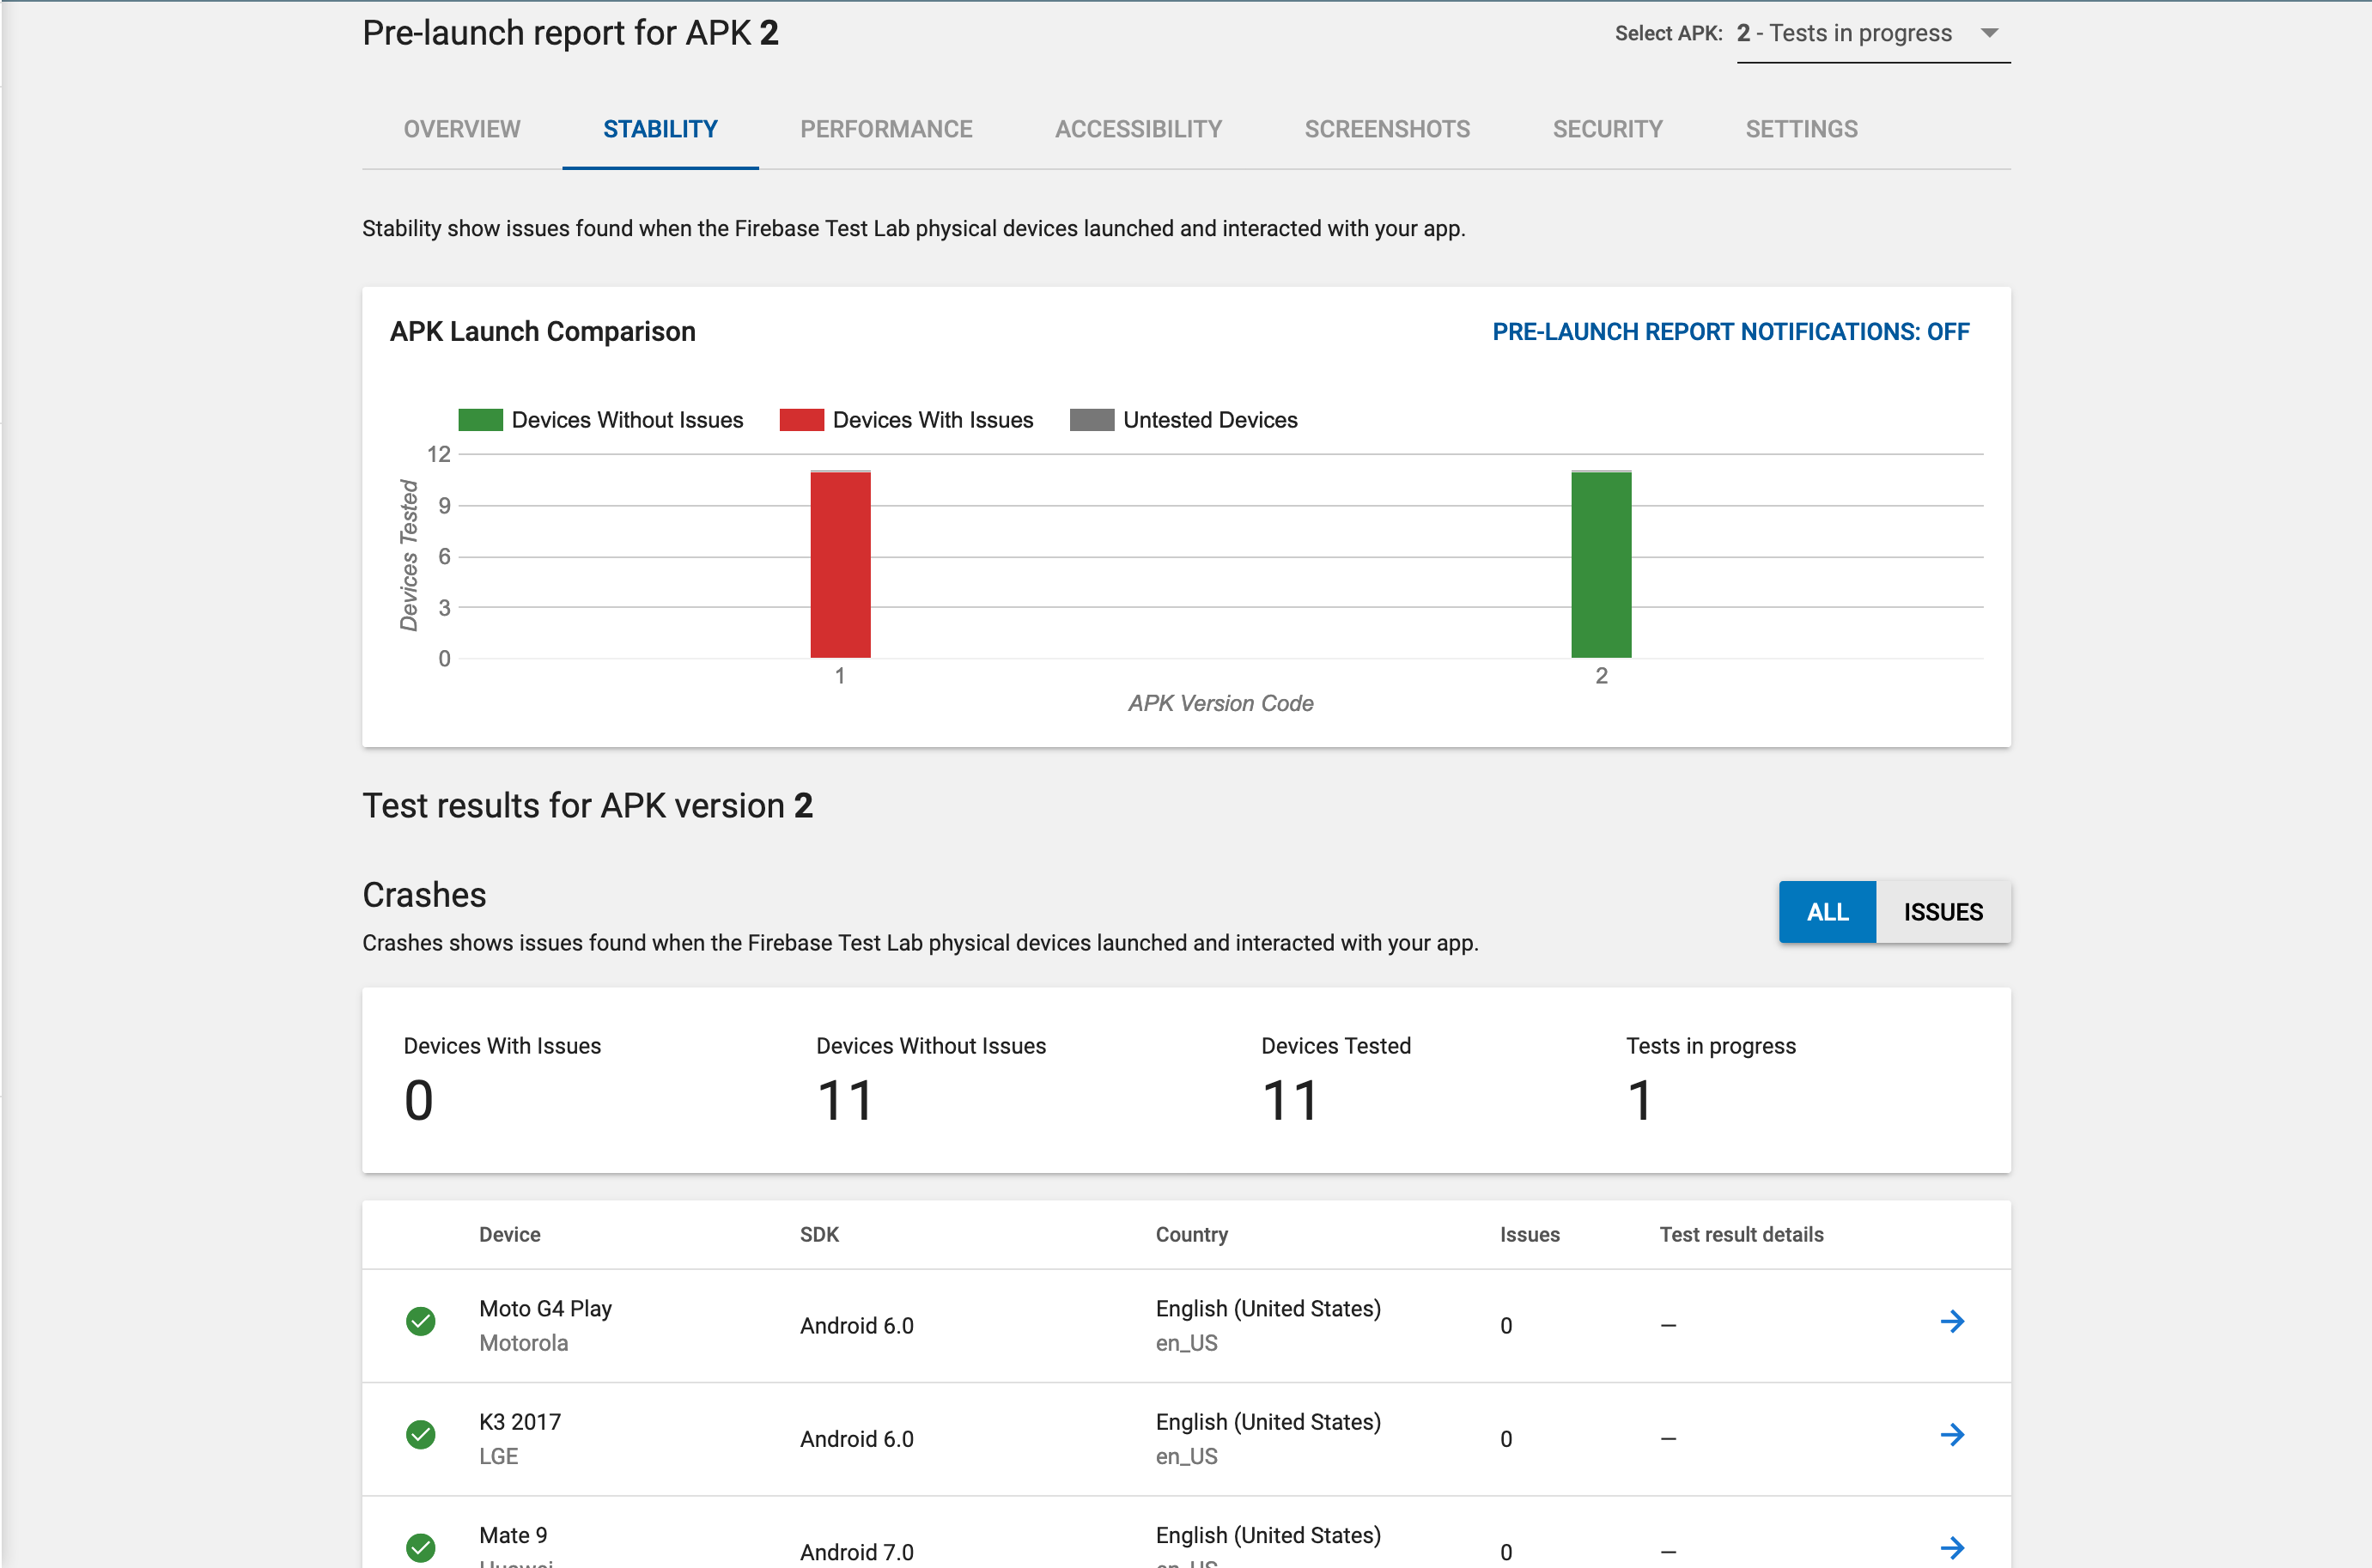 Pre-launch report for APK 2
Select APK: 2 - Tests in progress
OVERVIEW STABILITY PERFORMANCE ACCESSIBILITY SCREENSHOTS SECURITY SETTINGS
Stability show issues found when the Firebase Test Lab physical devices launched and interacted with your app.
APK Launch Comparison
PRE-LAUNCH REPORT NOTIFICATIONS: OFF
Devices Without Issues Devices With Issues Untested Devices
Devices Tested
12
9
6
3
0
1 2
APK Version Code
Test results for APK version 2
Crashes
ALL ISSUES
Crashes shows issues found when the Firebase Test Lab physical devices launched and interacted with your app.
Devices With Issues Devices Without Issues Devices Tested Tests in progress
0 11 11 1
Device SDK Country Issues Test result details
Moto G4 Play
Motorola
Android 6.0
English (United States)
en_US
0 –
K3 2017
LGE
Android 6.0
English (United States)
en_US
0 –
Mate 9
Android 7.0
English (United States)
0 –